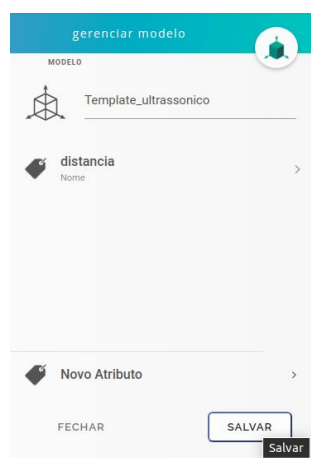 gerenciar modelo
MODELO
Template_ultrassonico
distancia
Nome
Novo Atributo
FECHAR
SALVAR
Salvar